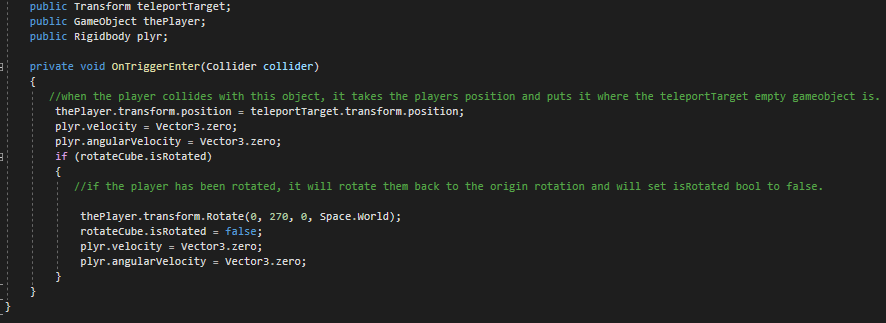 public Transform teleportTarget;
public GameObject thePlayer;
public Rigidbody plyr;
private void OnTriggerEnter(Collider collider)
{
//when the player collides with this object, it takes the players position and puts it where the teleportTarget empty gameobject is.
thePlayer.transform.position = teleportTarget.transform.position;
plyr.velocity = Vector3.zero;
plyr.angularVelocity = Vector3.zero;
if (rotateCube.isRotated)
{
//if the player has been rotated, it will rotate them back to the origin rotation and will set isRotated bool to false.
thePlayer.transform.Rotate(0, 270, 0, Space.World);
rotateCube.isRotated = false;
plyr.velocity = Vector3.zero;
plyr.angularVelocity = Vector3.zero;
}
}
}